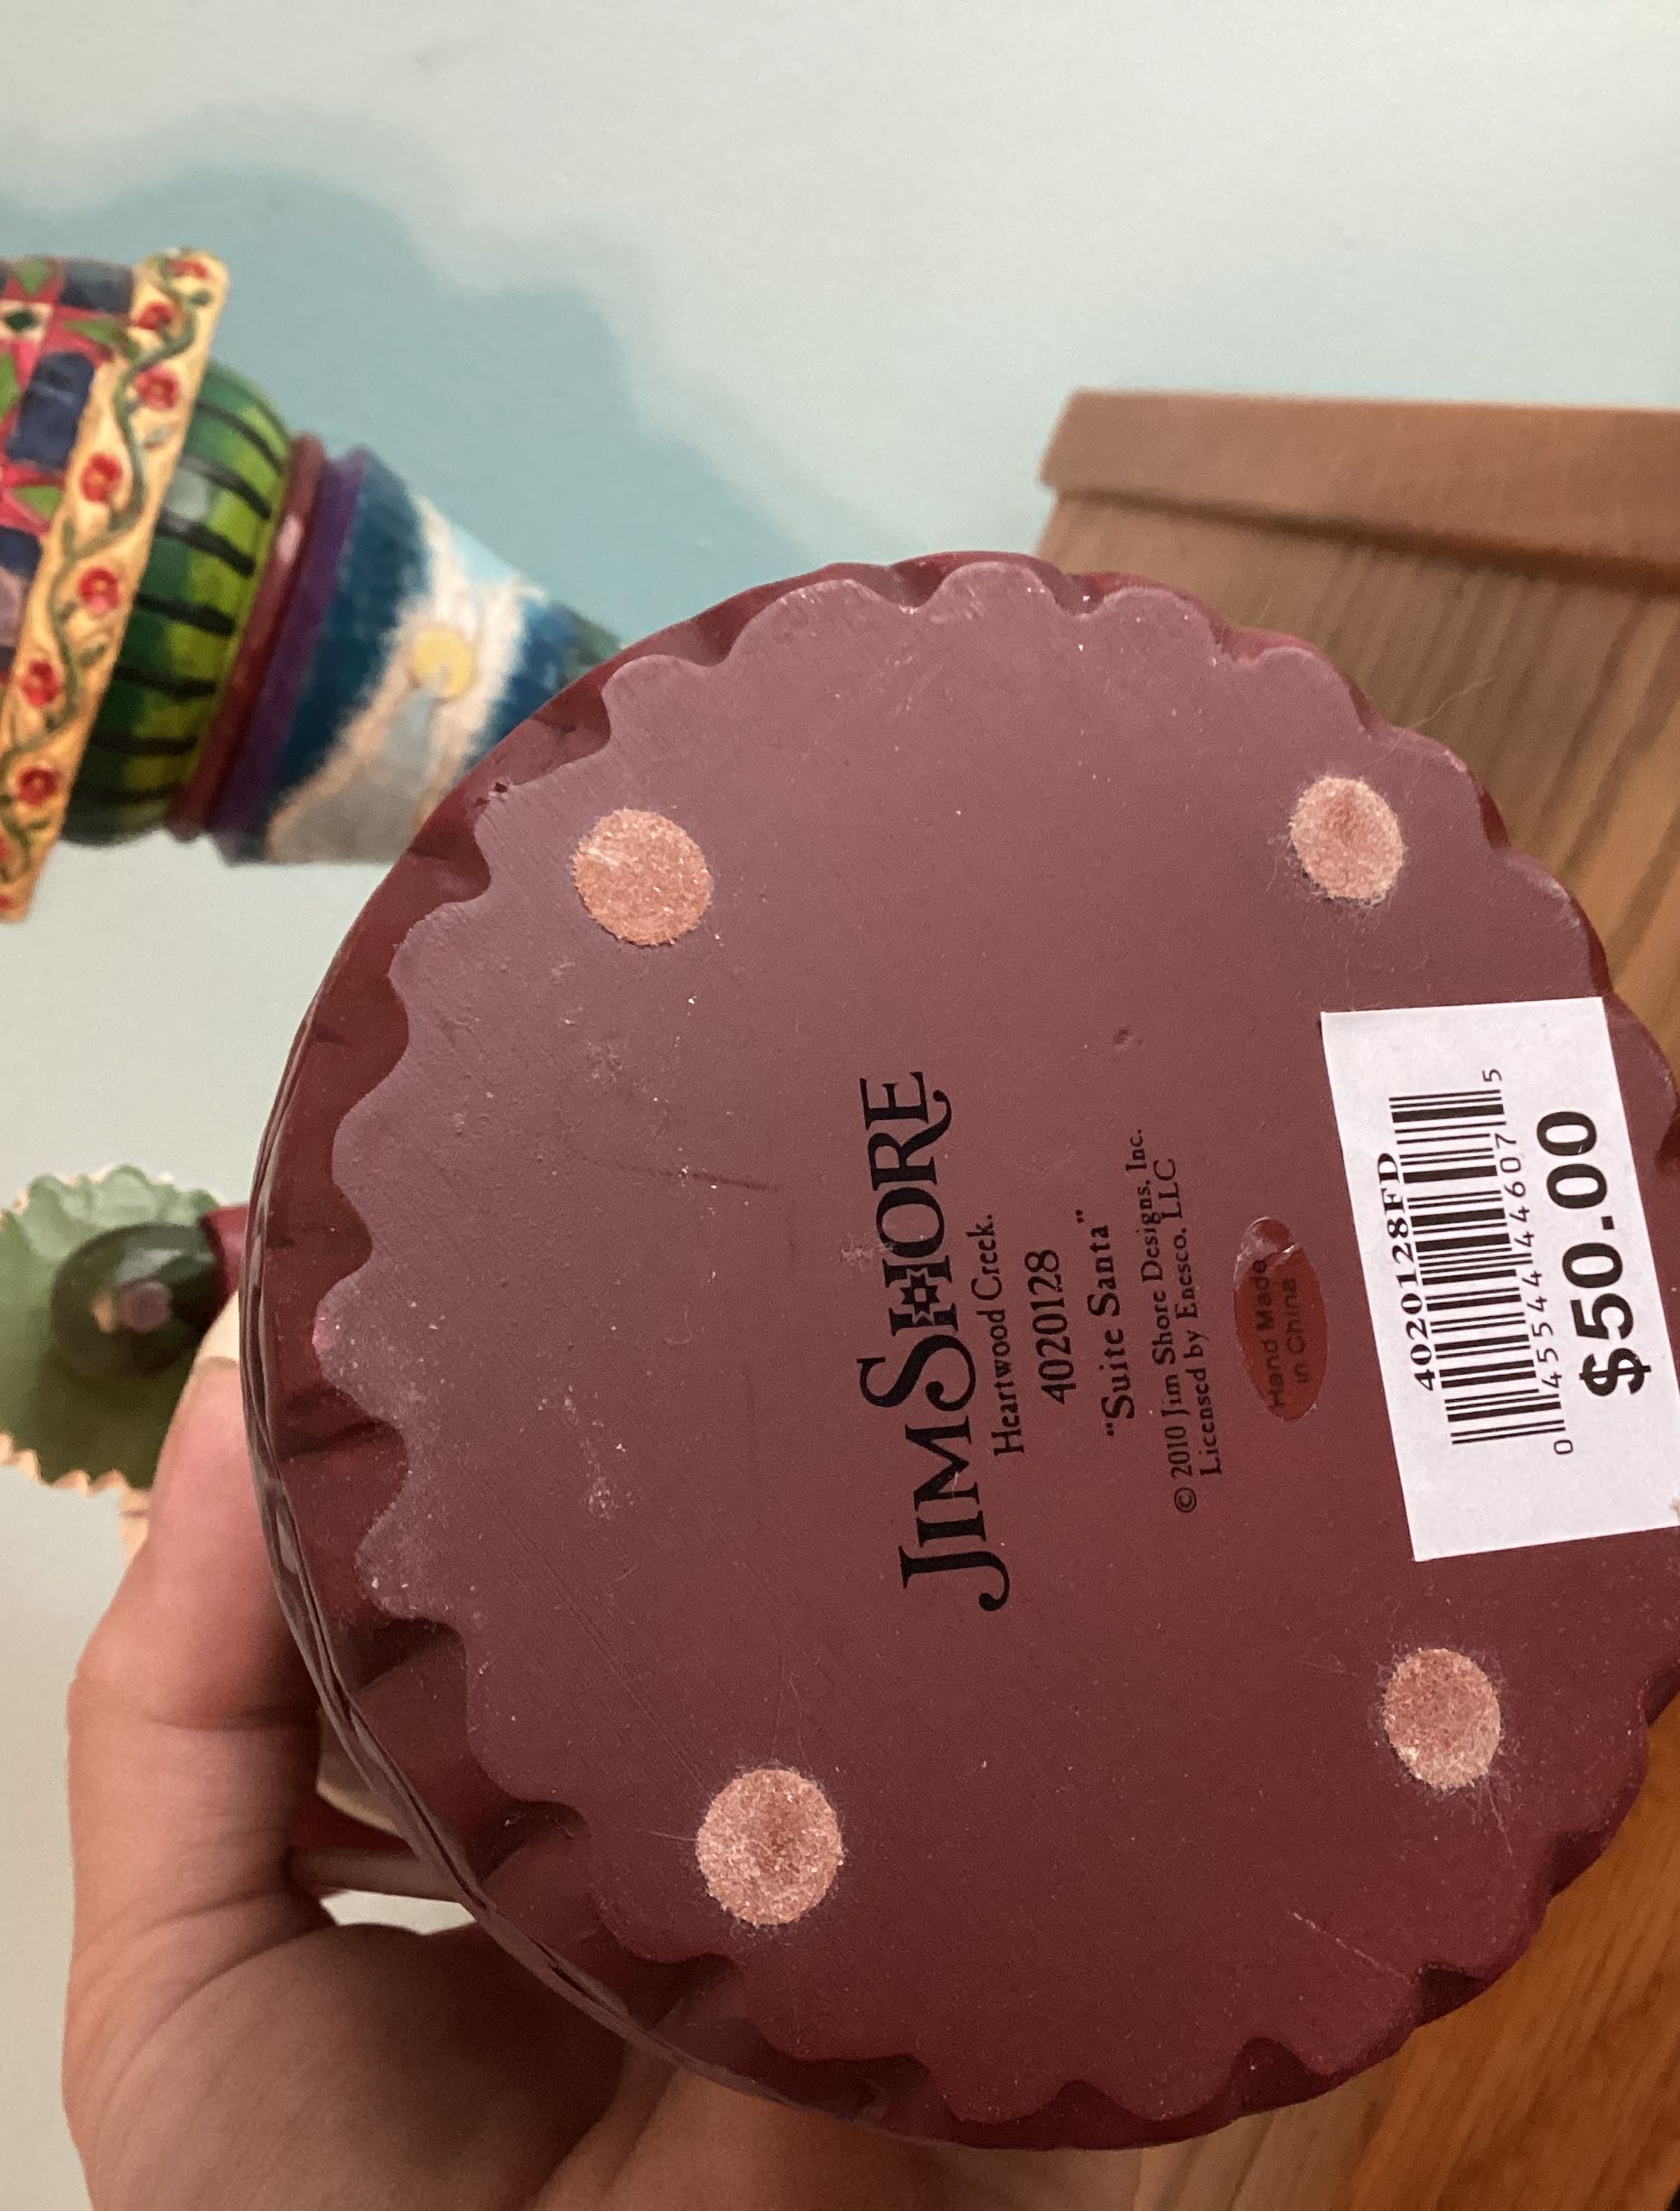 JIM SHORE
Heartwood Creek.
4020128
"Suite Santa"
© 2010 Jim Shore Designs, Inc.
Licensed by Enesco, LLC
Hand Made
in China
4020128FD
0 45544 44607 5
$50.00